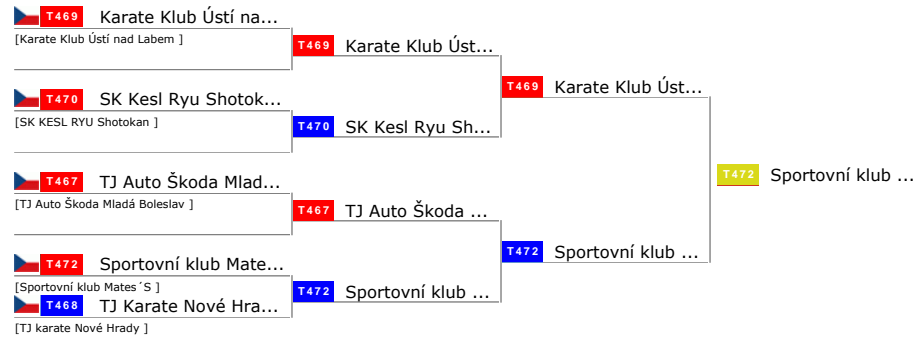 T469 Karate Klub Ústí na...
[Karate Klub Ústí nad Labem ]
T469 Karate Klub Úst...
T469 Karate Klub Úst...
T470 SK Kesl Ryu Shotok...
[SK KESL RYU Shotokan ]
T470 SK Kesl Ryu Sh...
T472 Sportovní klub ...
T467 TJ Auto Škoda Mlad...
[TJ Auto Škoda Mladá Boleslav ]
T467 TJ Auto Škoda ...
T472 Sportovní klub ...
T472 Sportovní klub Mate...
[Sportovní klub Mates´S ]
T472 Sportovní klub ...
T468 TJ Karate Nové Hra...
[TJ karate Nové Hrady ]